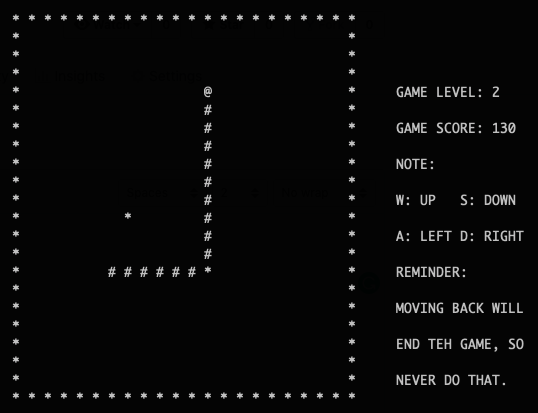 GAME LEVEL: 2
GAME SCORE: 130
NOTE:
W: UP   S: DOWN
A: LEFT D: RIGHT
REMINDER:
MOVING BACK WILL
END TEH GAME, SO
NEVER DO THAT.